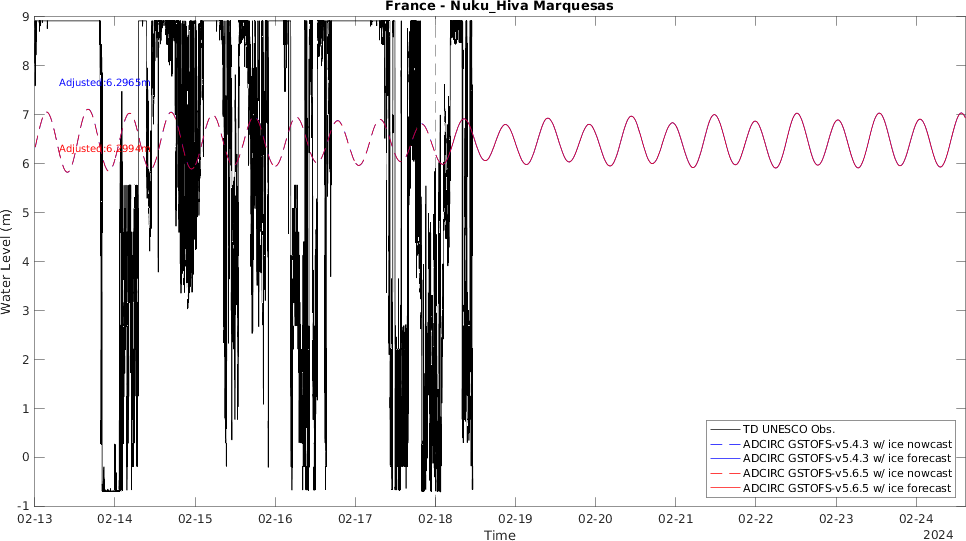 France - Nuku_Hiva Marquesas
9
8
7
6
5
4
3
2
1
0
-1
Water Level (m)
Adjusted:6.2965m
02-13
02-14
02-15
02-16
02-17
02-18
02-19
02-20
02-21
02-22
02-23
02-24
2024
Time
TD UNESCO Obs.
ADCIRC GSTOFS-v5.4.3 w/ ice nowcast
ADCIRC GSTOFS-v5.4.3 w/ ice forecast
ADCIRC GSTOFS-v5.6.5 w/ ice nowcast
ADCIRC GSTOFS-v5.6.5 w/ ice forecast